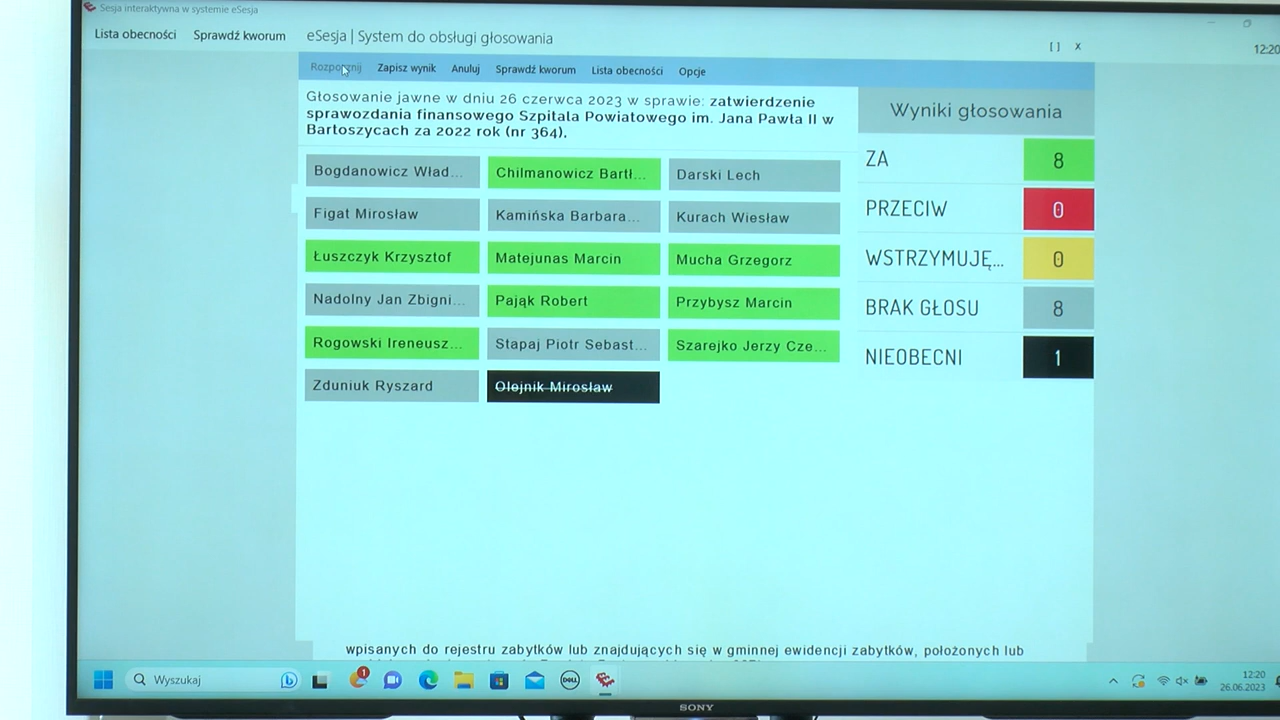 Sesja interaktywna w systemie eSesja
Lista obecności Sprawdź kworum eSesja | System do obsługi głosowania
[ ] X
12:20
Rozpocznij Zapisz wynik Anuluj Sprawdź kworum Lista obecności Opcje
Głosowanie jawne w dniu 26 czerwca 2023 w sprawie: zatwierdzenie
sprawozdania finansowego Szpitala Powiatowego im. Jana Pawła II w
Bartoszycach za 2022 rok (nr 364).
Wyniki głosowania
Bogdanowicz Wład... Chilmanowicz Bartł... Darski Lech
Figat Mirosław Kamińska Barbara... Kurach Wiesław
Łuszczyk Krzysztof Matejunas Marcin Mucha Grzegorz
Nadolny Jan Zbigni... Pająk Robert Przybysz Marcin
Rogowski Ireneusz... Stapaj Piotr Sebast... Szarejko Jerzy Cze...
Zduniuk Ryszard Olejnik Mirosław
ZA 8
PRZECIW 0
WSTRZYMUJĘ... 0
BRAK GŁOSU 8
NIEOBECNI 1
wpisanych do rejestru zabytków lub znajdujących się w gminnej ewidencji zabytków, położonych lub
Wyszukaj
1
DELL
12:20
26.06.2023
SONY